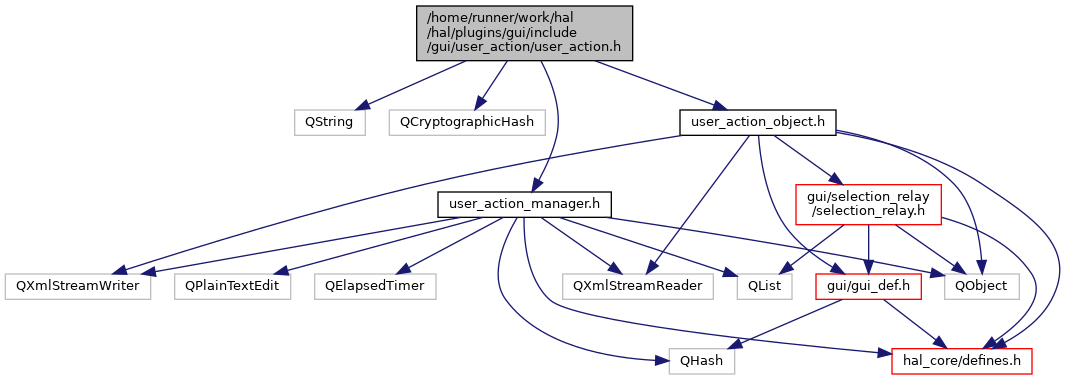 /home/runner/work/hal
/hal/plugins/gui/include
/gui/user_action/user_action.h
QString
QCryptographicHash
user_action_object.h
user_action_manager.h
gui/selection_relay
/selection_relay.h
QXmlStreamWriter
QPlainTextEdit
QElapsedTimer
QXmlStreamReader
QList
gui/gui_def.h
QObject
QHash
hal_core/defines.h